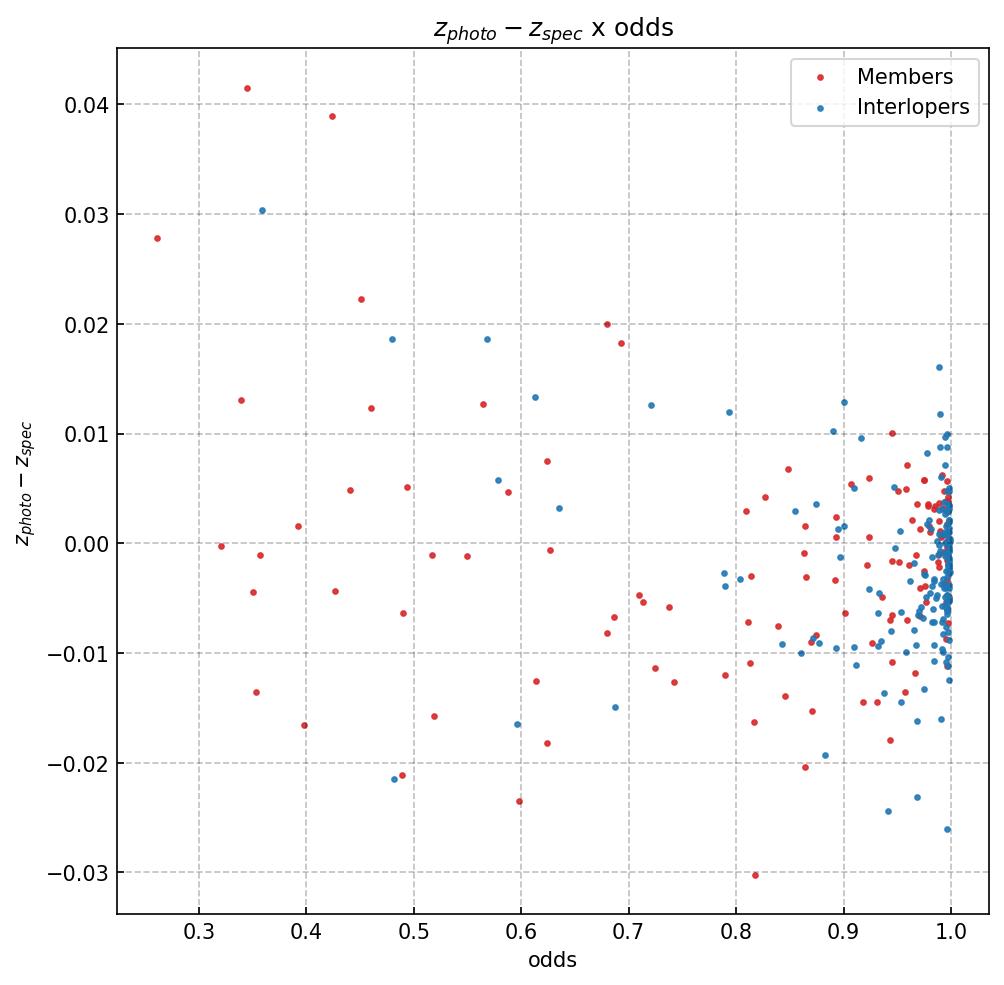 z_photo − z_spec x odds
Members
Interlopers
0.04
0.03
0.02
0.01
0.00
−0.01
−0.02
−0.03
z_photo − z_spec
0.3 0.4 0.5 0.6 0.7 0.8 0.9 1.0
odds